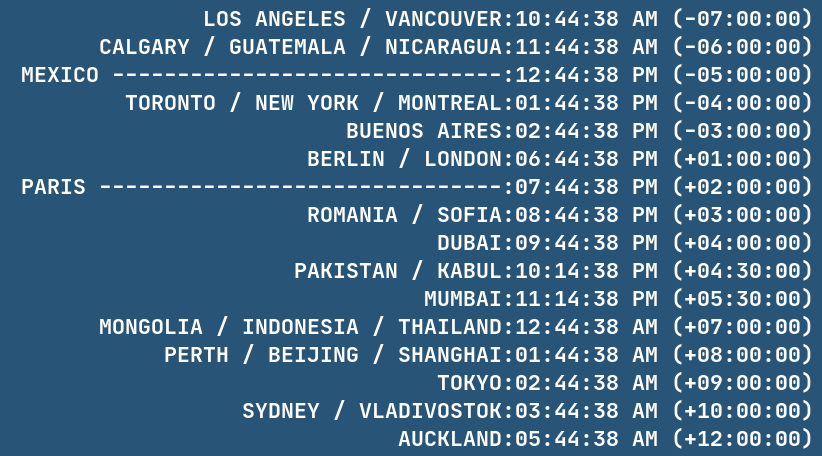 LOS ANGELES / VANCOUVER:10:44:38 AM (-07:00:00)
CALGARY / GUATEMALA / NICARAGUA:11:44:38 AM (-06:00:00)
MEXICO ------------------------------:12:44:38 PM (-05:00:00)
TORONTO / NEW YORK / MONTREAL:01:44:38 PM (-04:00:00)
BUENOS AIRES:02:44:38 PM (-03:00:00)
BERLIN / LONDON:06:44:38 PM (+01:00:00)
PARIS -------------------------------:07:44:38 PM (+02:00:00)
ROMANIA / SOFIA:08:44:38 PM (+03:00:00)
DUBAI:09:44:38 PM (+04:00:00)
PAKISTAN / KABUL:10:14:38 PM (+04:30:00)
MUMBAI:11:14:38 PM (+05:30:00)
MONGOLIA / INDONESIA / THAILAND:12:44:38 AM (+07:00:00)
PERTH / BEIJING / SHANGHAI:01:44:38 AM (+08:00:00)
TOKYO:02:44:38 AM (+09:00:00)
SYDNEY / VLADIVOSTOK:03:44:38 AM (+10:00:00)
AUCKLAND:05:44:38 AM (+12:00:00)